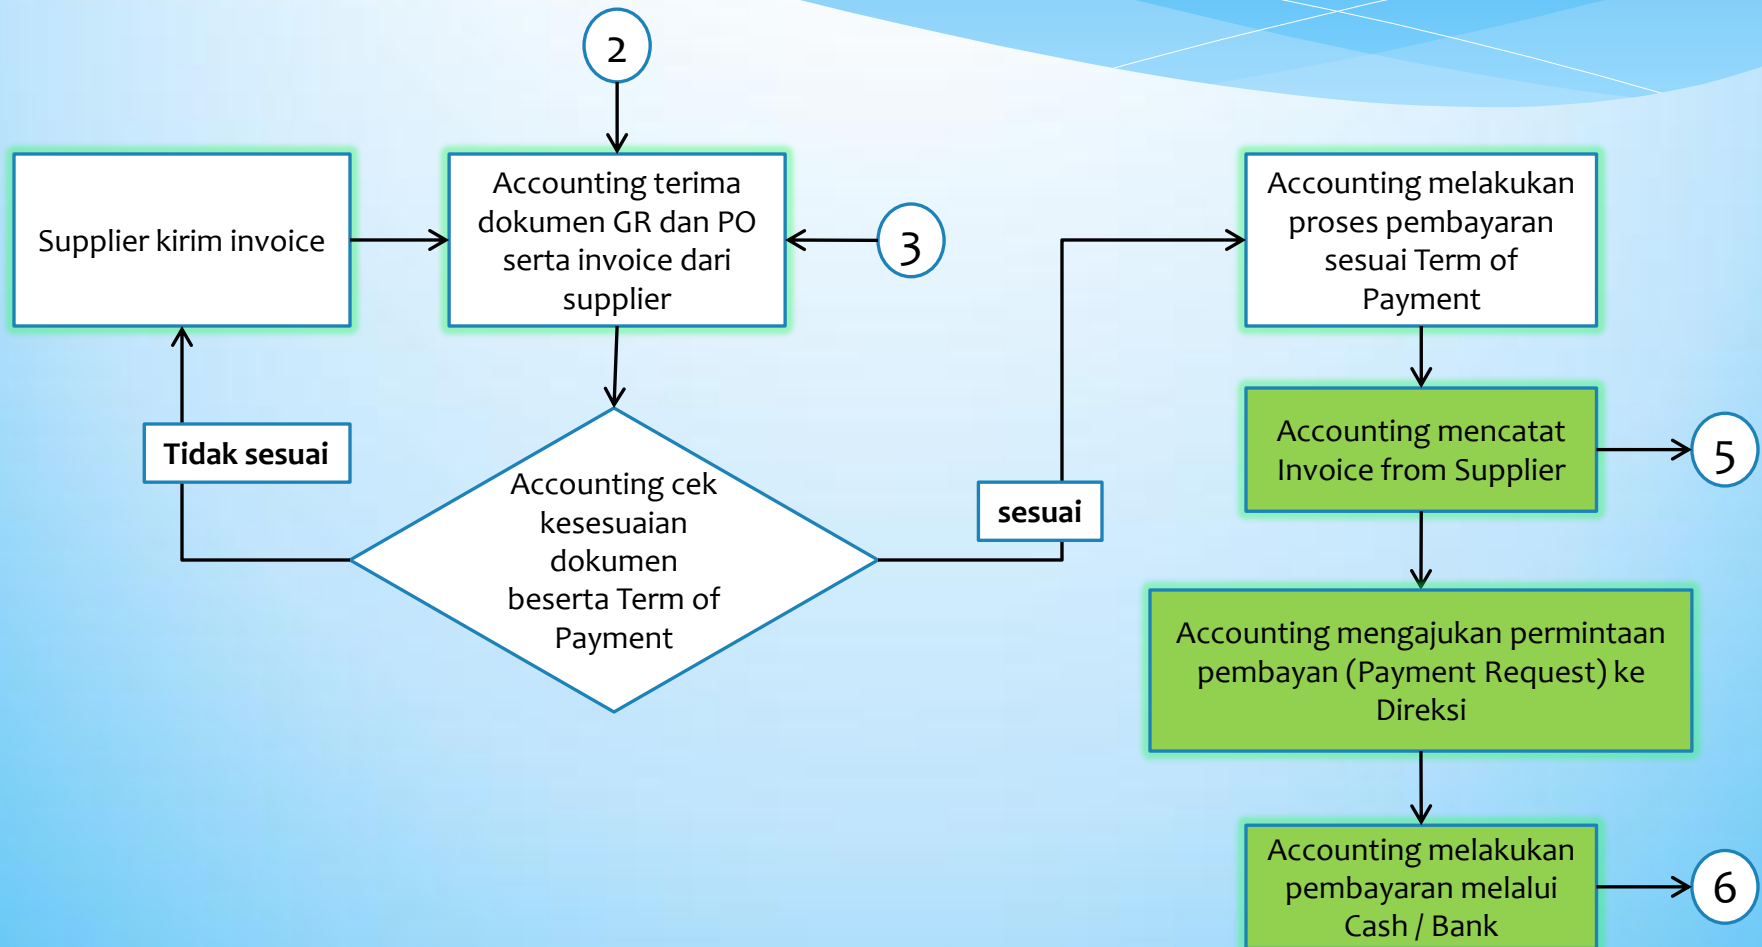 2
Supplier kirim invoice
Accounting terima
dokumen GR dan PO
serta invoice dari
supplier
3
Accounting melakukan
proses pembayaran
sesuai Term of
Payment
Tidak sesuai
Accounting cek
kesesuaian
dokumen
beserta Term of
Payment
sesuai
Accounting mencatat
Invoice from Supplier
5
Accounting mengajukan permintaan
pembayan (Payment Request) ke
Direksi
Accounting melakukan
pembayaran melalui
Cash / Bank
6